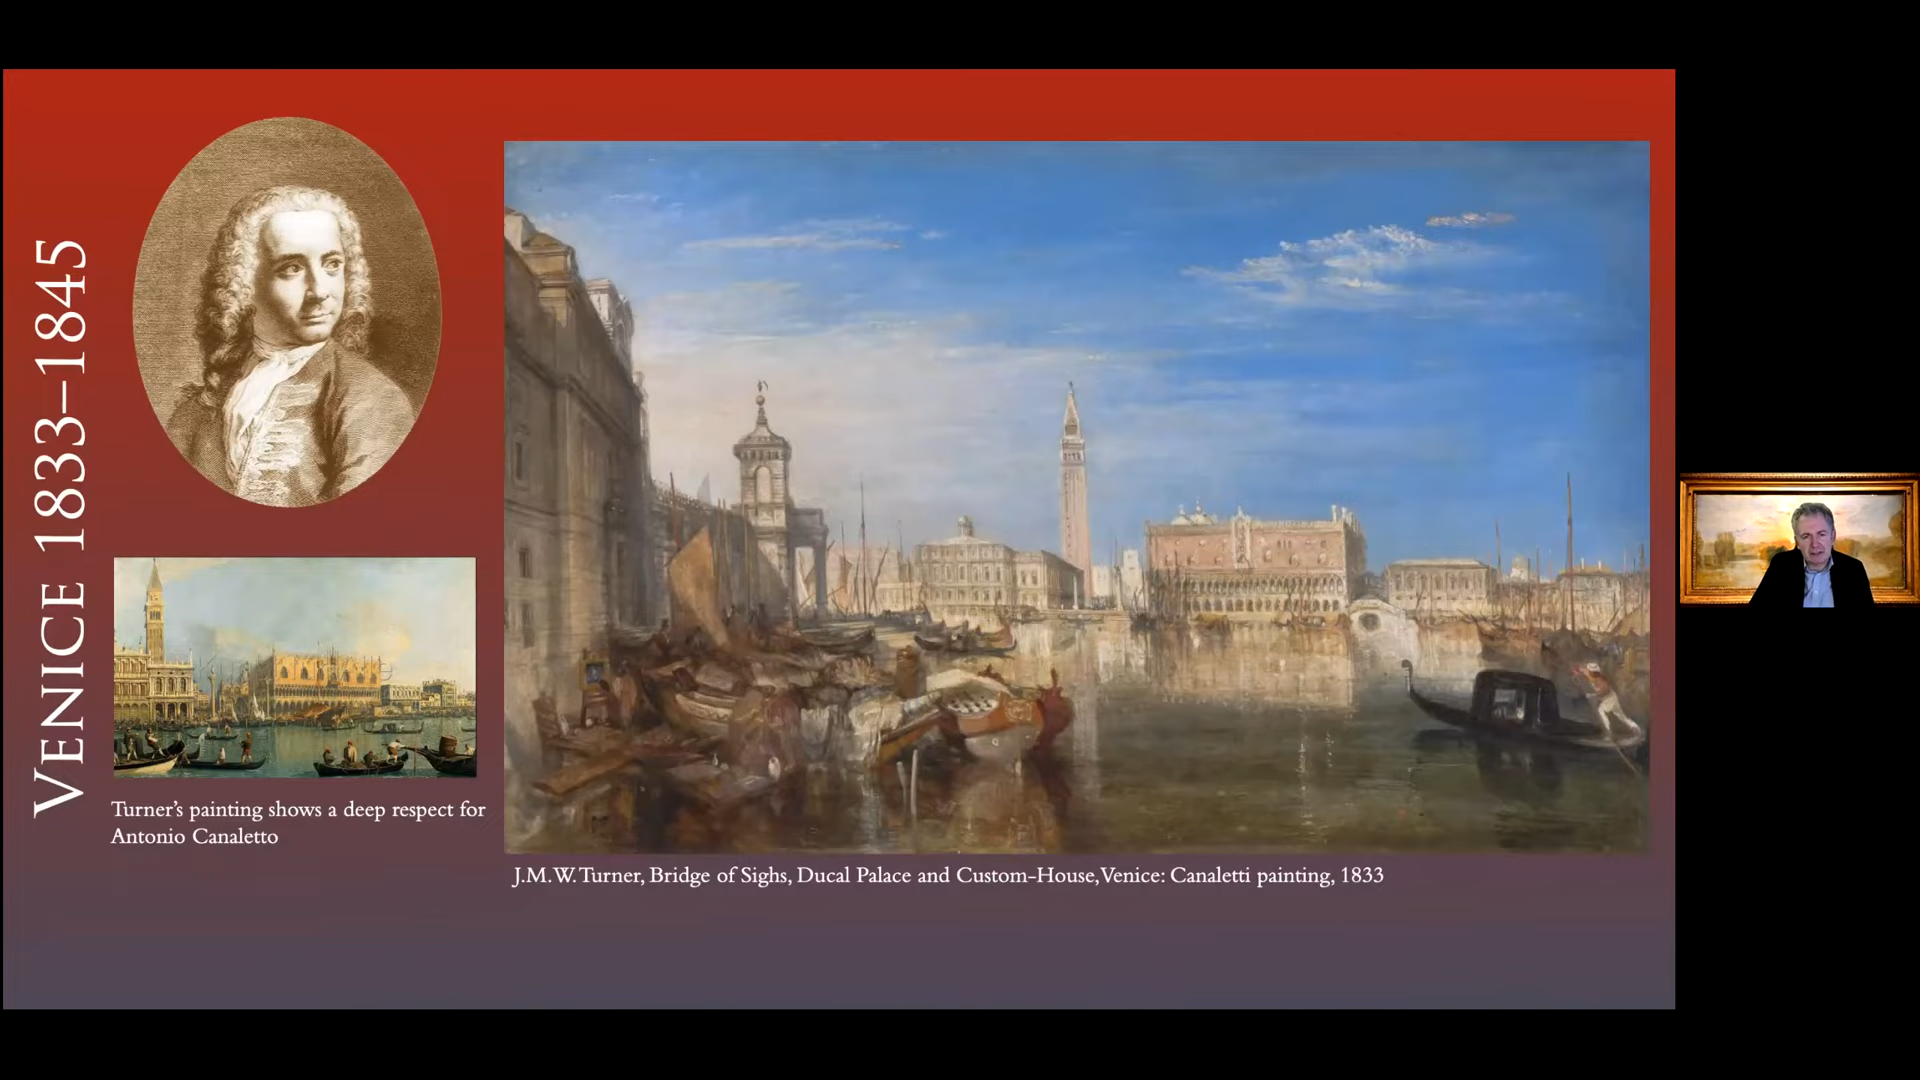 VENICE 1833–1845
Turner's painting shows a deep respect for
Antonio Canaletto
J.M.W. Turner, Bridge of Sighs, Ducal Palace and Custom-House, Venice: Canaletti painting, 1833